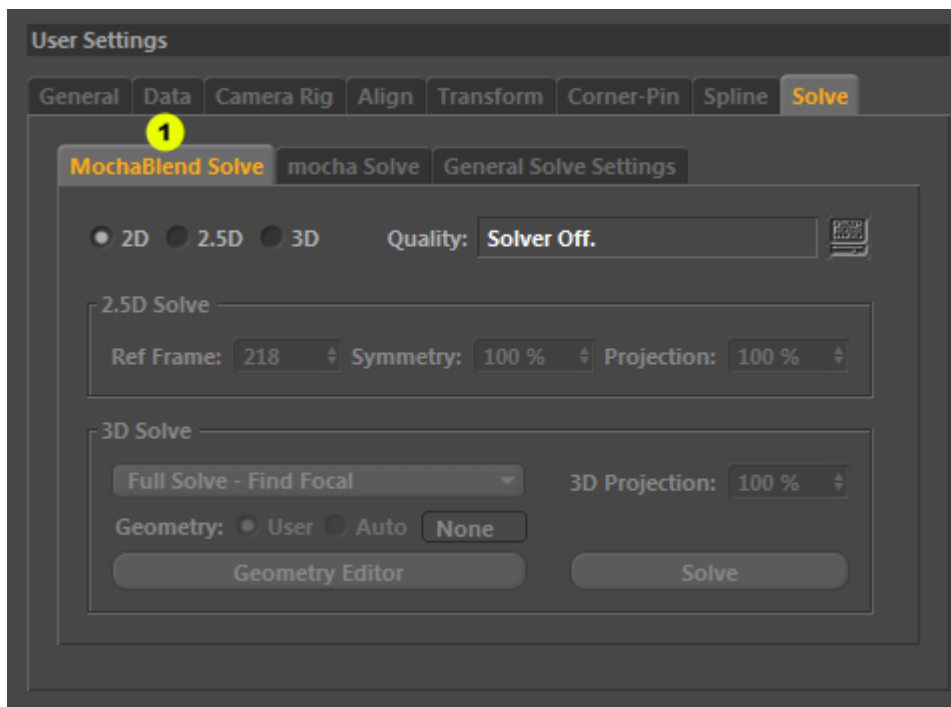 User Settings
General Data Camera Rig Align Transform Corner-Pin Spline Solve
1
MochaBlend Solve mocha Solve General Solve Settings
2D 2.5D 3D Quality: Solver Off.
2.5D Solve
Ref Frame: 218 Symmetry: 100 % Projection: 100 %
3D Solve
Full Solve - Find Focal 3D Projection: 100 %
Geometry: User Auto None
Geometry Editor Solve